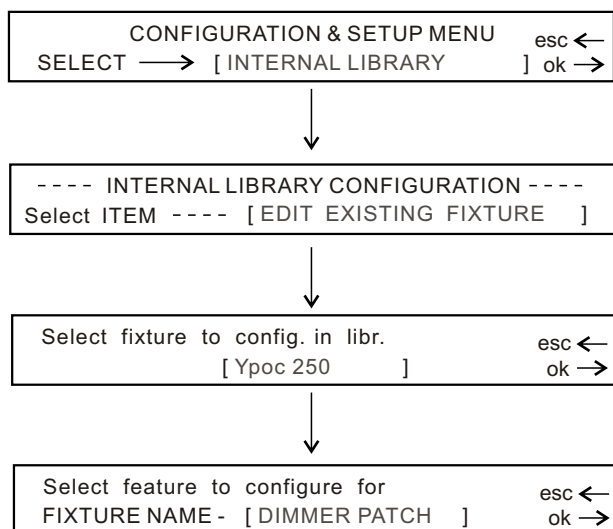 CONFIGURATION & SETUP MENU esc ←
SELECT → [ INTERNAL LIBRARY ] ok →
- - - - INTERNAL LIBRARY CONFIGURATION - - - -
Select ITEM - - - - [ EDIT EXISTING FIXTURE ]
Select fixture to config. in libr. esc ←
[ Ypoc 250 ] ok →
Select feature to configure for esc ←
FIXTURE NAME - [ DIMMER PATCH ] ok →